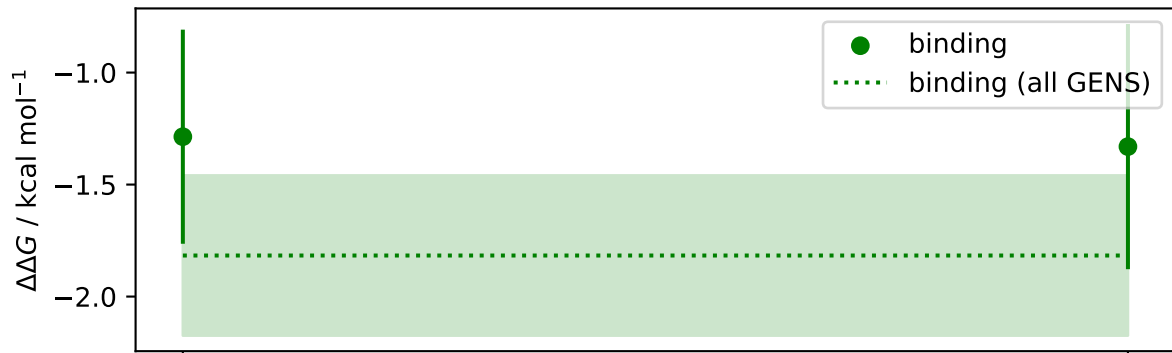 ΔΔG / kcal mol⁻¹
−1.0
−1.5
−2.0
binding
binding (all GENS)